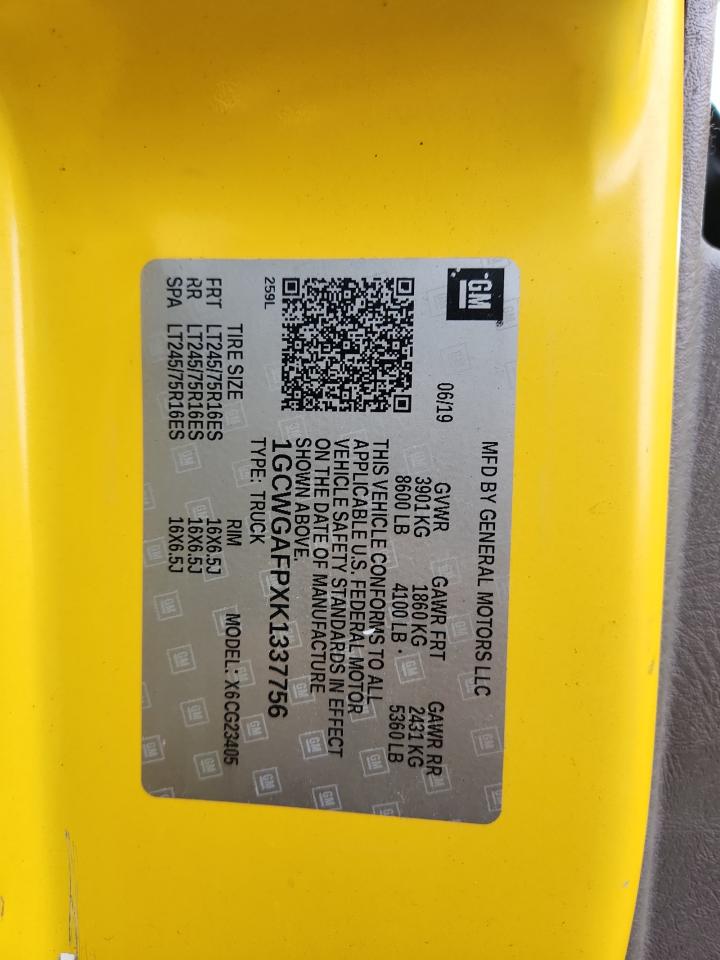 GM
MFD BY GENERAL MOTORS LLC
06/19
GVWR GAWR FRT GAWR RR
3901 KG 1860 KG 2431 KG
8600 LB 4100 LB 5360 LB
THIS VEHICLE CONFORMS TO ALL
APPLICABLE U.S. FEDERAL MOTOR
VEHICLE SAFETY STANDARDS IN EFFECT
ON THE DATE OF MANUFACTURE
SHOWN ABOVE.
1GCWGAFPXK1337756
259L
TYPE: TRUCK MODEL: X6CG23405
TIRE SIZE RIM
FRT LT245/75R16ES 16X6.5J
RR LT245/75R16ES 16X6.5J
SPA LT245/75R16ES 16X6.5J